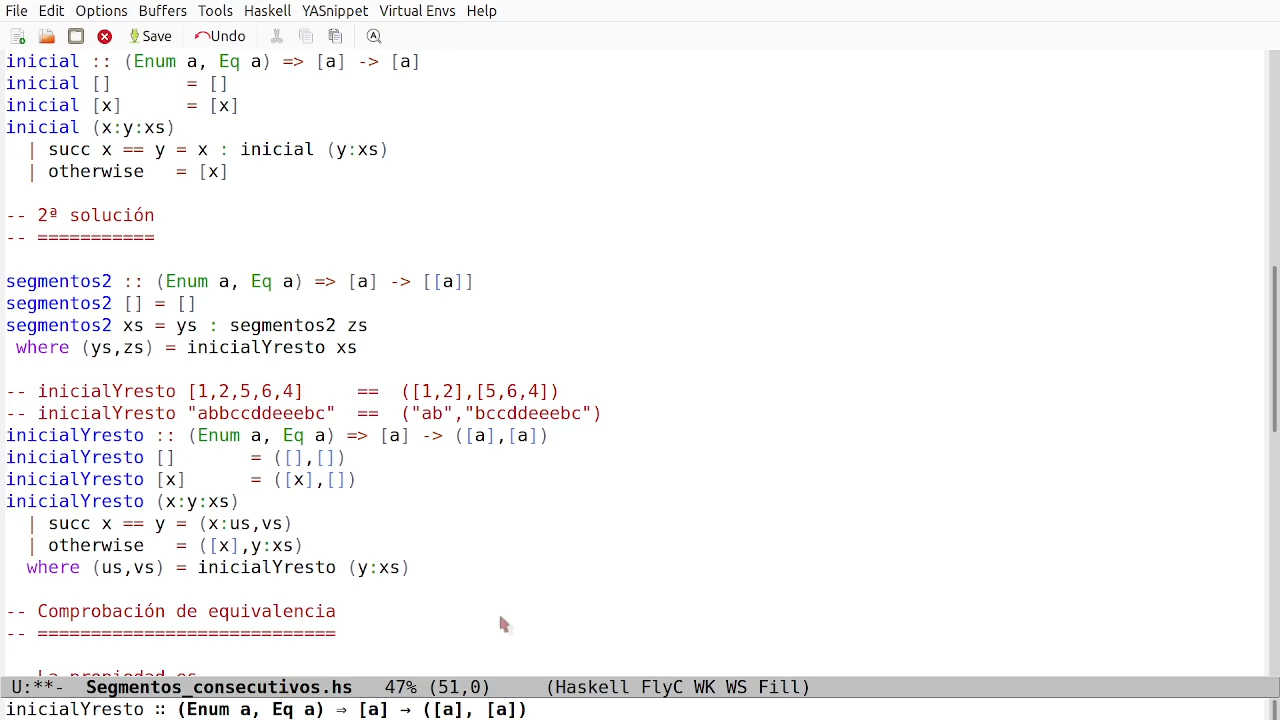 File Edit Options Buffers Tools Haskell YASnippet Virtual Envs Help
Save Undo
inicial :: (Enum a, Eq a) => [a] -> [a]
inicial []       = []
inicial [x]      = [x]
inicial (x:y:xs)
  | succ x == y = x : inicial (y:xs)
  | otherwise   = [x]
-- 2ª solución
-- ===========
segmentos2 :: (Enum a, Eq a) => [a] -> [[a]]
segmentos2 [] = []
segmentos2 xs = ys : segmentos2 zs
 where (ys,zs) = inicialYresto xs
-- inicialYresto [1,2,5,6,4]     ==  ([1,2],[5,6,4])
-- inicialYresto "abbccddeeebc"  ==  ("ab","bccddeeebc")
inicialYresto :: (Enum a, Eq a) => [a] -> ([a],[a])
inicialYresto []       = ([],[])
inicialYresto [x]      = ([x],[])
inicialYresto (x:y:xs)
  | succ x == y = (x:us,vs)
  | otherwise   = ([x],y:xs)
  where (us,vs) = inicialYresto (y:xs)
-- Comprobación de equivalencia
-- ============================
-- La propiedad es
U:**-  Segmentos_consecutivos.hs   47% (51,0)     (Haskell FlyC WK WS Fill)
inicialYresto ∷ (Enum a, Eq a) ⇒ [a] → ([a], [a])